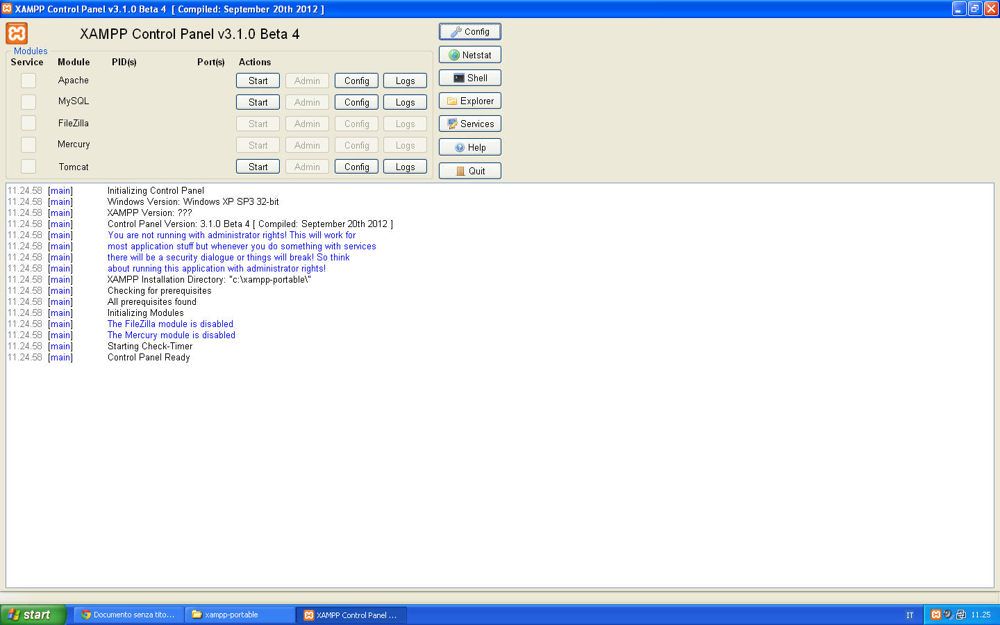 XAMPP Control Panel v3.1.0 Beta 4 [ Compiled: September 20th 2012 ]
XAMPP Control Panel v3.1.0 Beta 4
Config
Modules
Service Module PID(s) Port(s) Actions
Netstat
Apache Start Admin Config Logs
Shell
MySQL Start Admin Config Logs
Explorer
FileZilla Start Admin Config Logs
Services
Mercury Start Admin Config Logs
Help
Tomcat Start Admin Config Logs
Quit
11.24.58 [main] Initializing Control Panel
11.24.58 [main] Windows Version: Windows XP SP3 32-bit
11.24.58 [main] XAMPP Version: ???
11.24.58 [main] Control Panel Version: 3.1.0 Beta 4 [ Compiled: September 20th 2012 ]
11.24.58 [main] You are not running with administrator rights! This will work for
11.24.58 [main] most application stuff but whenever you do something with services
11.24.58 [main] there will be a security dialogue or things will break! So think
11.24.58 [main] about running this application with administrator rights!
11.24.58 [main] XAMPP Installation Directory: "c:\xampp-portable\"
11.24.58 [main] Checking for prerequisites
11.24.58 [main] All prerequisites found
11.24.58 [main] Initializing Modules
11.24.58 [main] The FileZilla module is disabled
11.24.58 [main] The Mercury module is disabled
11.24.58 [main] Starting Check-Timer
11.24.58 [main] Control Panel Ready
start Documento senza tito... xampp-portable XAMPP Control Panel ... IT 11.25